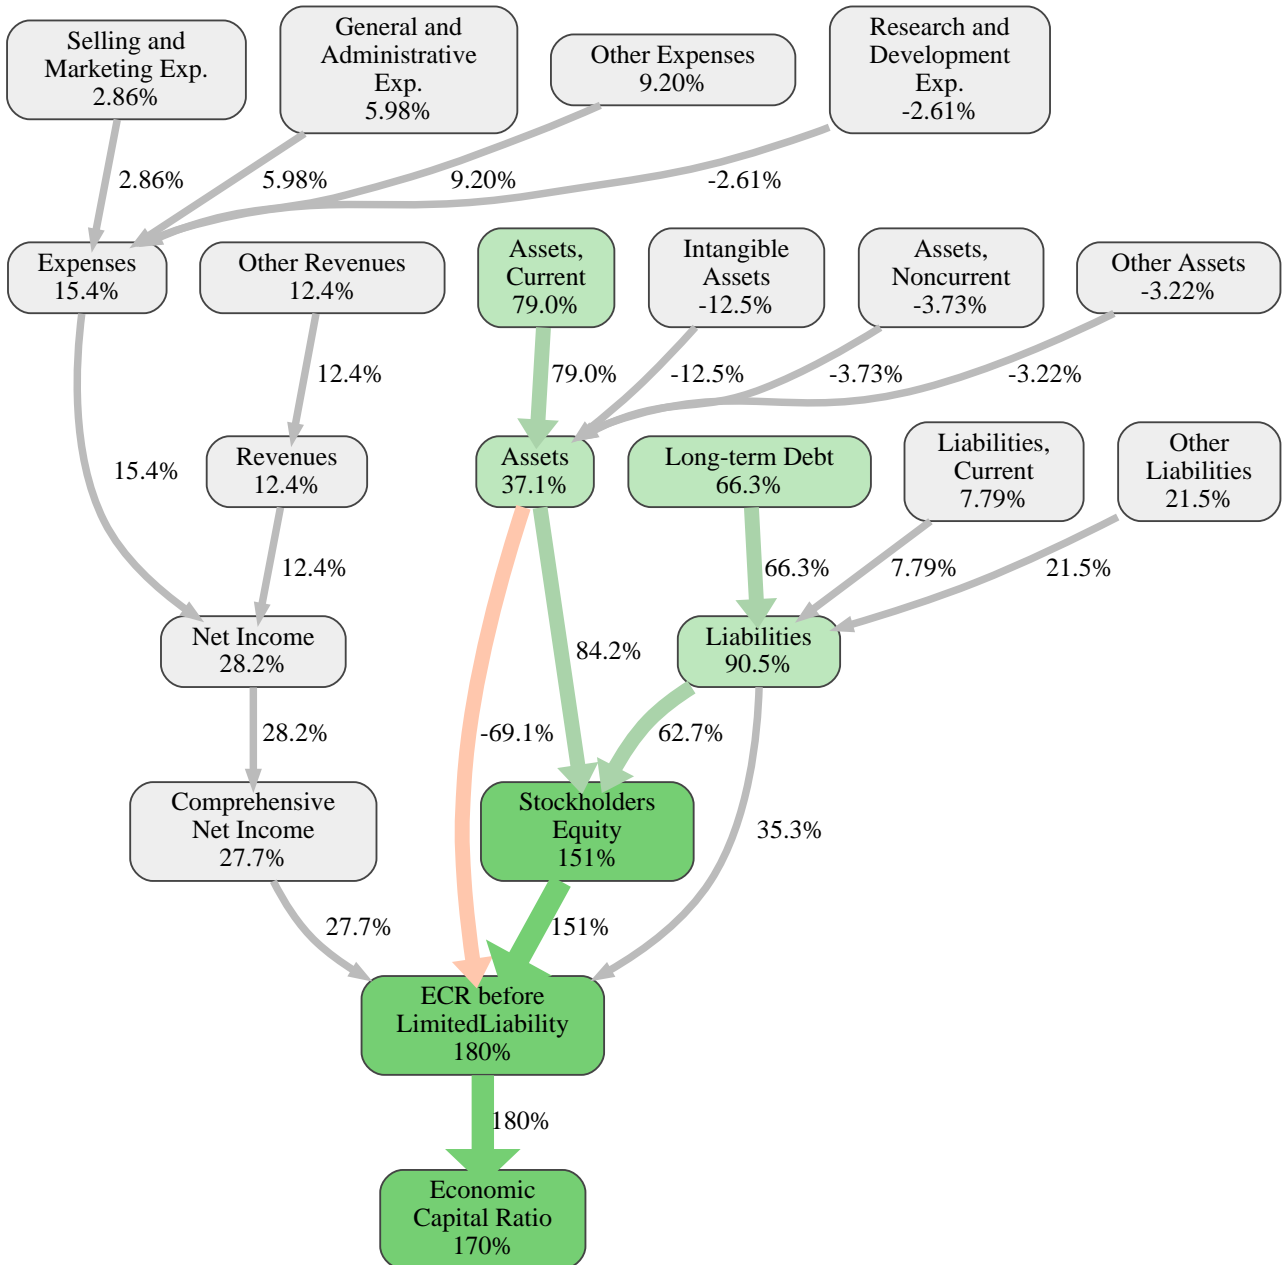 Selling and
Marketing Exp.
2.86%
General and
Administrative
Exp.
5.98%
Other Expenses
9.20%
Research and
Development
Exp.
-2.61%
2.86%
5.98%
9.20%
-2.61%
Expenses
15.4%
Other Revenues
12.4%
Assets,
Current
79.0%
Intangible
Assets
-12.5%
Assets,
Noncurrent
-3.73%
Other Assets
-3.22%
12.4%
79.0%
-12.5%
-3.73%
-3.22%
15.4%
Revenues
12.4%
Assets
37.1%
Long-term Debt
66.3%
Liabilities,
Current
7.79%
Other
Liabilities
21.5%
12.4%
66.3%
7.79%
21.5%
Net Income
28.2%
84.2%
Liabilities
90.5%
28.2%
-69.1%
62.7%
Comprehensive
Net Income
27.7%
Stockholders
Equity
151%
35.3%
27.7%
151%
ECR before
LimitedLiability
180%
180%
Economic
Capital Ratio
170%